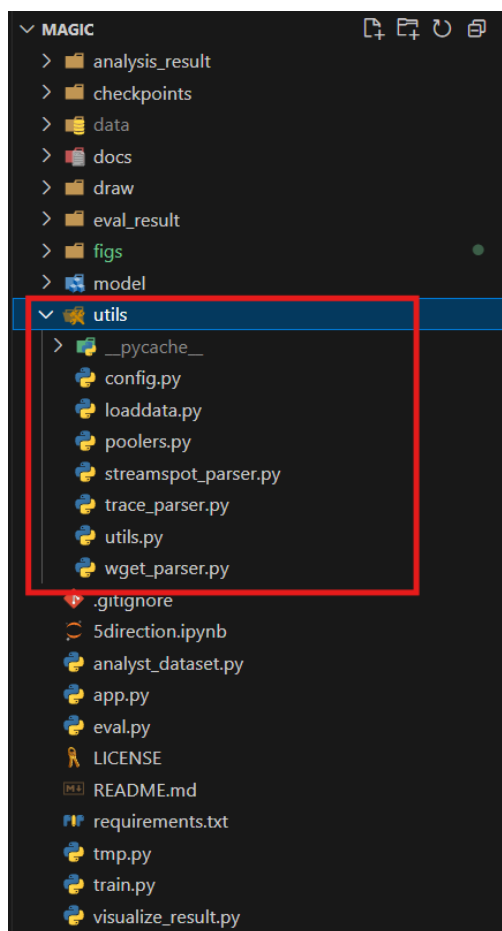 MAGIC
analysis_result
checkpoints
data
docs
draw
eval_result
figs
model
utils
__pycache__
config.py
loaddata.py
poolers.py
streamspot_parser.py
trace_parser.py
utils.py
wget_parser.py
.gitignore
5direction.ipynb
analyst_dataset.py
app.py
eval.py
LICENSE
README.md
requirements.txt
tmp.py
train.py
visualize_result.py